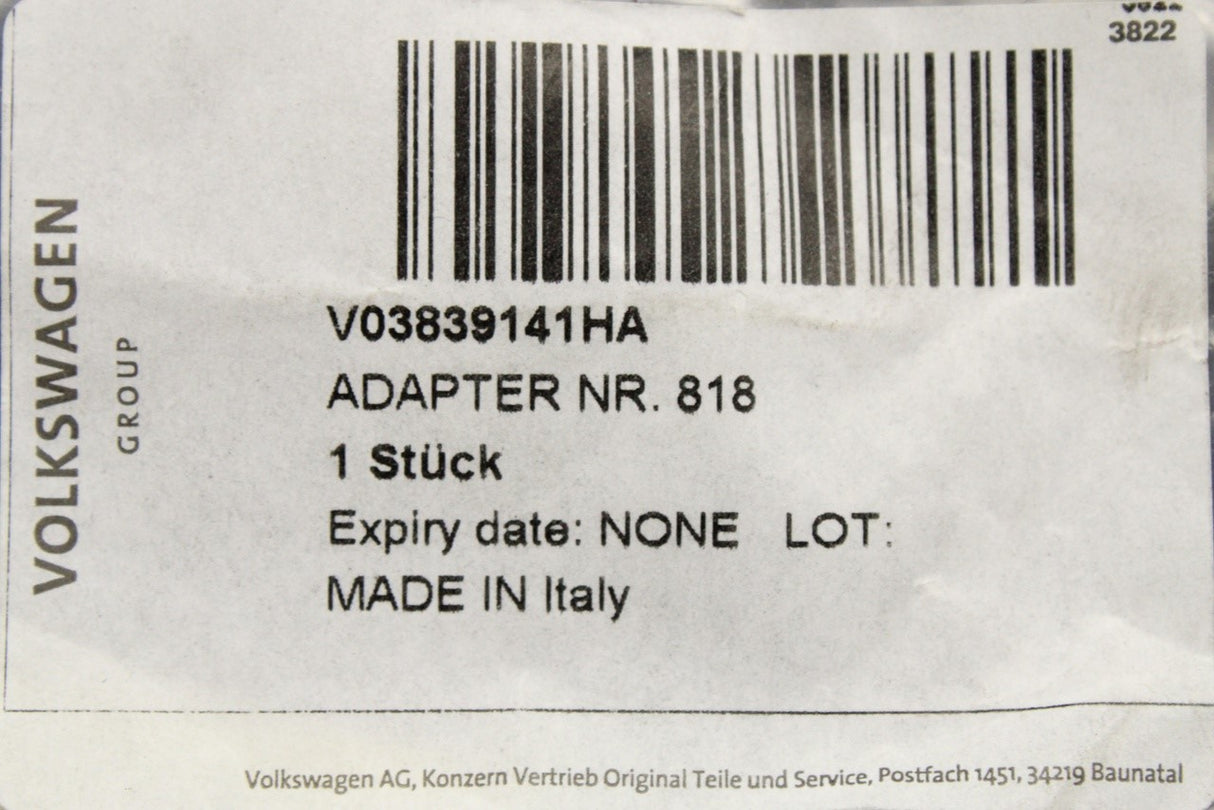 3822
V03839141HA
ADAPTER NR. 818
1 Stück
Expiry date: NONE LOT:
MADE IN Italy
VOLKSWAGEN
GROUP
Volkswagen AG, Konzern Vertrieb Original Teile und Service, Postfach 1451, 34219 Baunatal